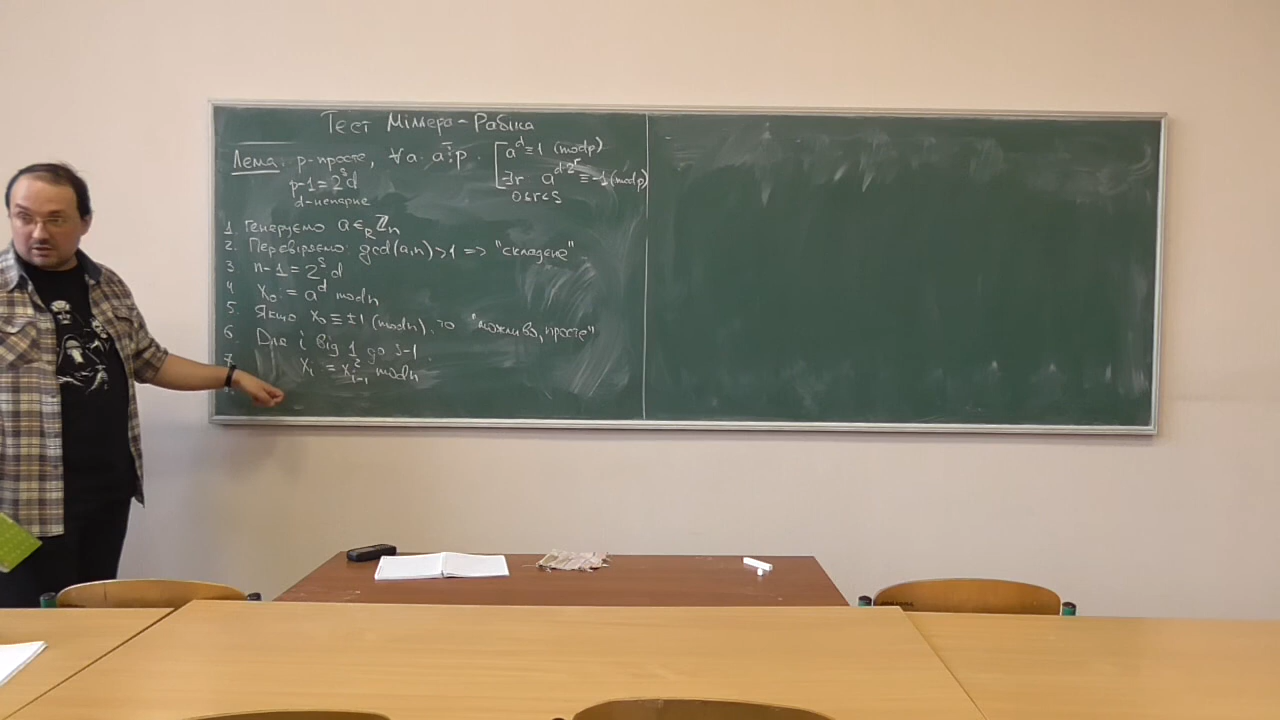 Тест Міллера-Рабіна
Лема. p-просте, ∀a: a⋮̸p: [ a^d ≡ 1 (mod p)
p-1 = 2^s d ∃r a^{d·2^r} ≡ -1 (mod p)
d-непарне 0≤r<s
1. Генеруємо a ∈_R ℤ_n
2. Перевіряємо: gcd(a,n)>1 => "складене"
3. n-1 = 2^s d
4. x_0 = a^d mod n
5. Якщо x_0 ≡ ±1 (mod n), то "можливо, просте"
6. Для i від 1 до s-1
7. x_i = x_{i-1}^2 mod n